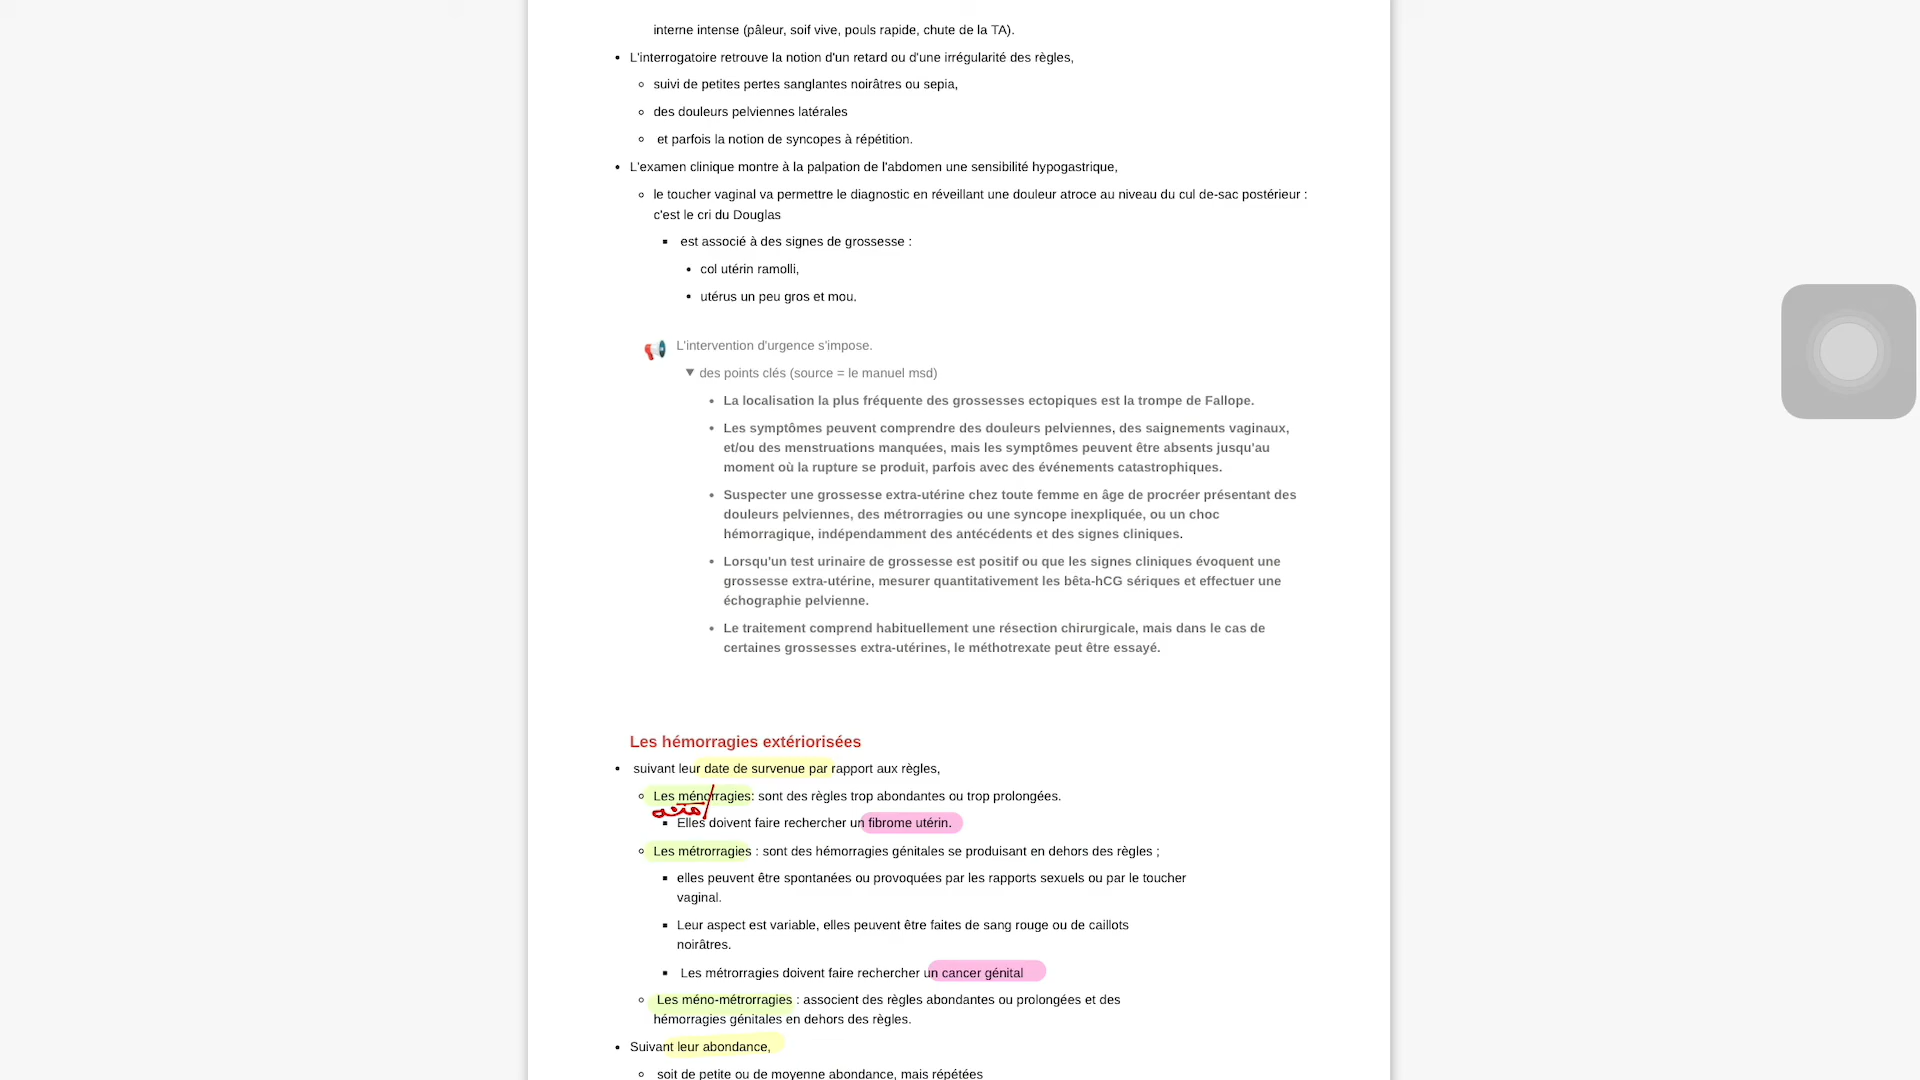 interne intense (pâleur, soif vive, pouls rapide, chute de la TA).
L'interrogatoire retrouve la notion d'un retard ou d'une irrégularité des règles,
suivi de petites pertes sanglantes noirâtres ou sepia,
des douleurs pelviennes latérales
et parfois la notion de syncopes à répétition.
L'examen clinique montre à la palpation de l'abdomen une sensibilité hypogastrique,
le toucher vaginal va permettre le diagnostic en réveillant une douleur atroce au niveau du cul de-sac postérieur :
c'est le cri du Douglas
est associé à des signes de grossesse :
col utérin ramolli,
utérus un peu gros et mou.
L'intervention d'urgence s'impose.
des points clés (source = le manuel msd)
La localisation la plus fréquente des grossesses ectopiques est la trompe de Fallope.
Les symptômes peuvent comprendre des douleurs pelviennes, des saignements vaginaux,
et/ou des menstruations manquées, mais les symptômes peuvent être absents jusqu'au
moment où la rupture se produit, parfois avec des événements catastrophiques.
Suspecter une grossesse extra-utérine chez toute femme en âge de procréer présentant des
douleurs pelviennes, des métrorragies ou une syncope inexpliquée, ou un choc
hémorragique, indépendamment des antécédents et des signes cliniques.
Lorsqu'un test urinaire de grossesse est positif ou que les signes cliniques évoquent une
grossesse extra-utérine, mesurer quantitativement les bêta-hCG sériques et effectuer une
échographie pelvienne.
Le traitement comprend habituellement une résection chirurgicale, mais dans le cas de
certaines grossesses extra-utérines, le méthotrexate peut être essayé.
Les hémorragies extériorisées
suivant leur date de survenue par rapport aux règles,
Les ménorragies: sont des règles trop abondantes ou trop prolongées.
Elles doivent faire rechercher un fibrome utérin.
Les métrorragies : sont des hémorragies génitales se produisant en dehors des règles ;
elles peuvent être spontanées ou provoquées par les rapports sexuels ou par le toucher
vaginal.
Leur aspect est variable, elles peuvent être faites de sang rouge ou de caillots
noirâtres.
Les métrorragies doivent faire rechercher un cancer génital
Les méno-métrorragies : associent des règles abondantes ou prolongées et des
hémorragies génitales en dehors des règles.
Suivant leur abondance,
soit de petite ou de moyenne abondance, mais répétées